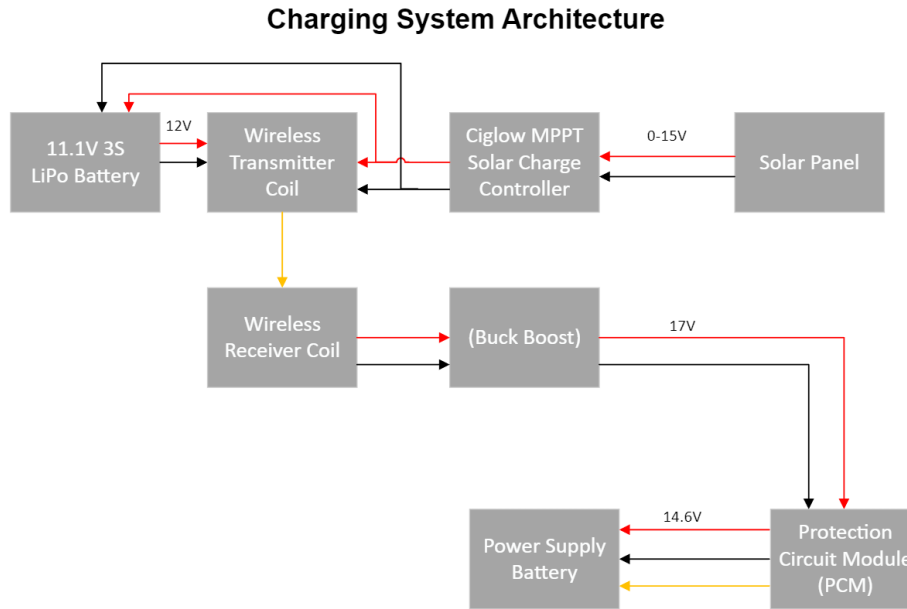 Charging System Architecture
12V
11.1V 3S
LiPo Battery
Wireless
Transmitter
Coil
Ciglow MPPT
Solar Charge
Controller
0-15V
Solar Panel
Wireless
Receiver Coil
(Buck Boost)
17V
14.6V
Power Supply
Battery
Protection
Circuit Module
(PCM)